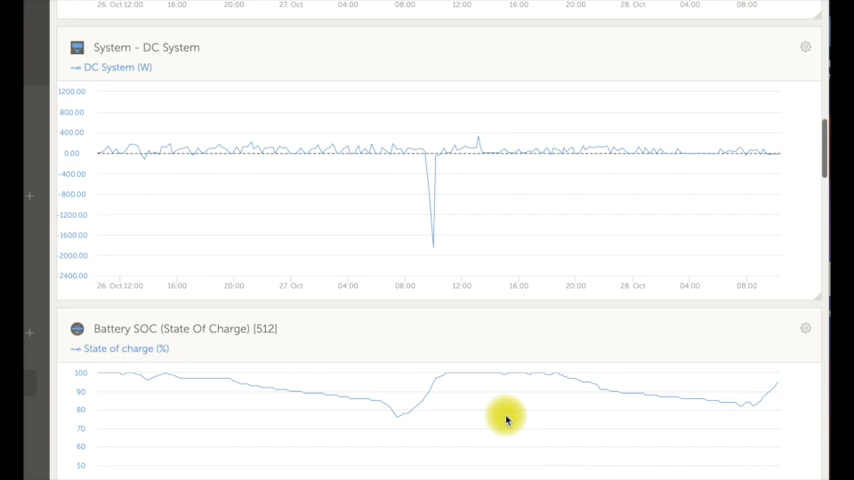 26. Oct 12:00 16:00 20:00 27. Oct 04:00 08:00 12:00 16:00 20:00 28. Oct 04:00 08:00
System - DC System
DC System (W)
1200.00
800.00
400.00
0.00
-400.00
-800.00
-1200.00
-1600.00
-2000.00
-2400.00
26. Oct 12:00 16:00 20:00 27. Oct 04:00 08:00 12:00 16:00 20:00 28. Oct 04:00 08:00
Battery SOC (State Of Charge) [512]
State of charge (%)
100
90
80
70
60
50